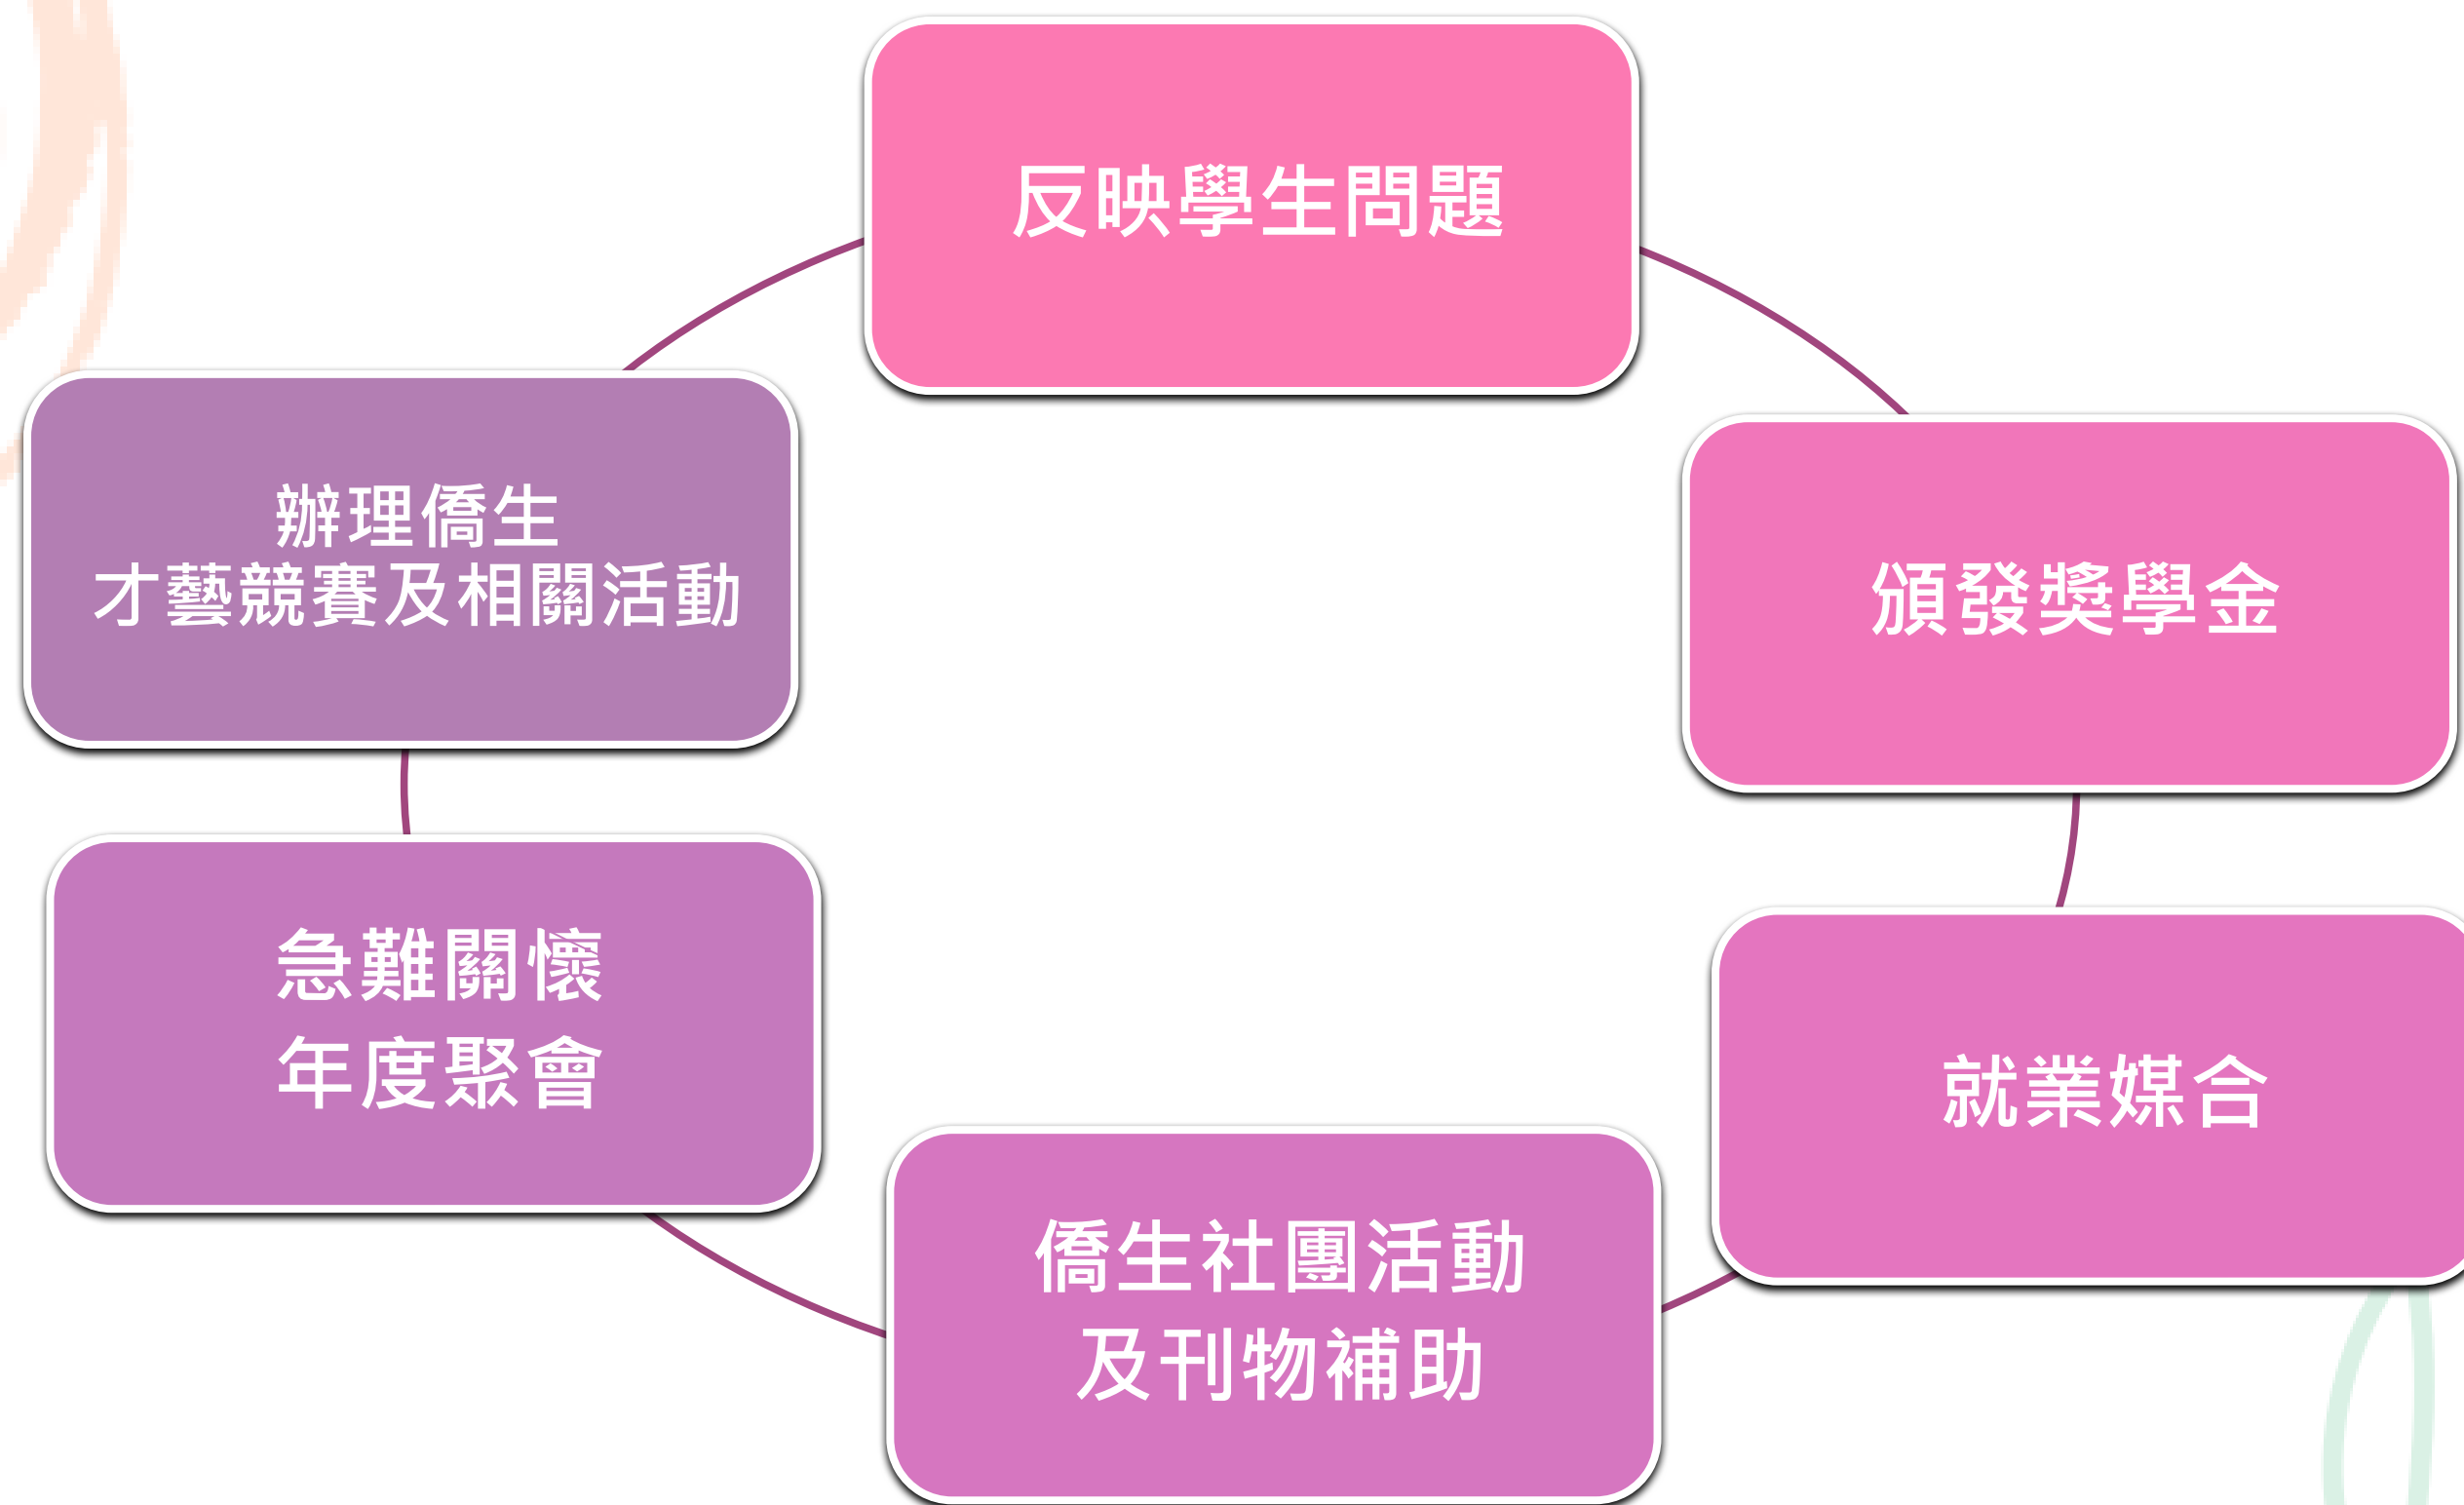 反映學生問題
頒發獎學金
就業媒合
僑生社團活動
及刊物補助
急難關懷
年度聚會
辦理僑生
才藝競賽及相關活動